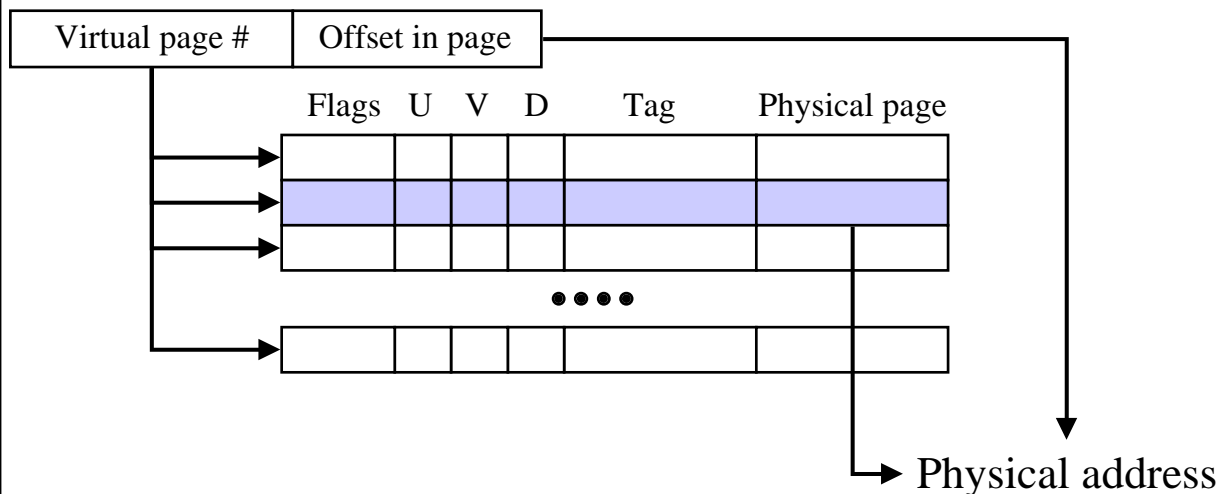 Virtual page # Offset in page
Flags U V D Tag Physical page
Physical address